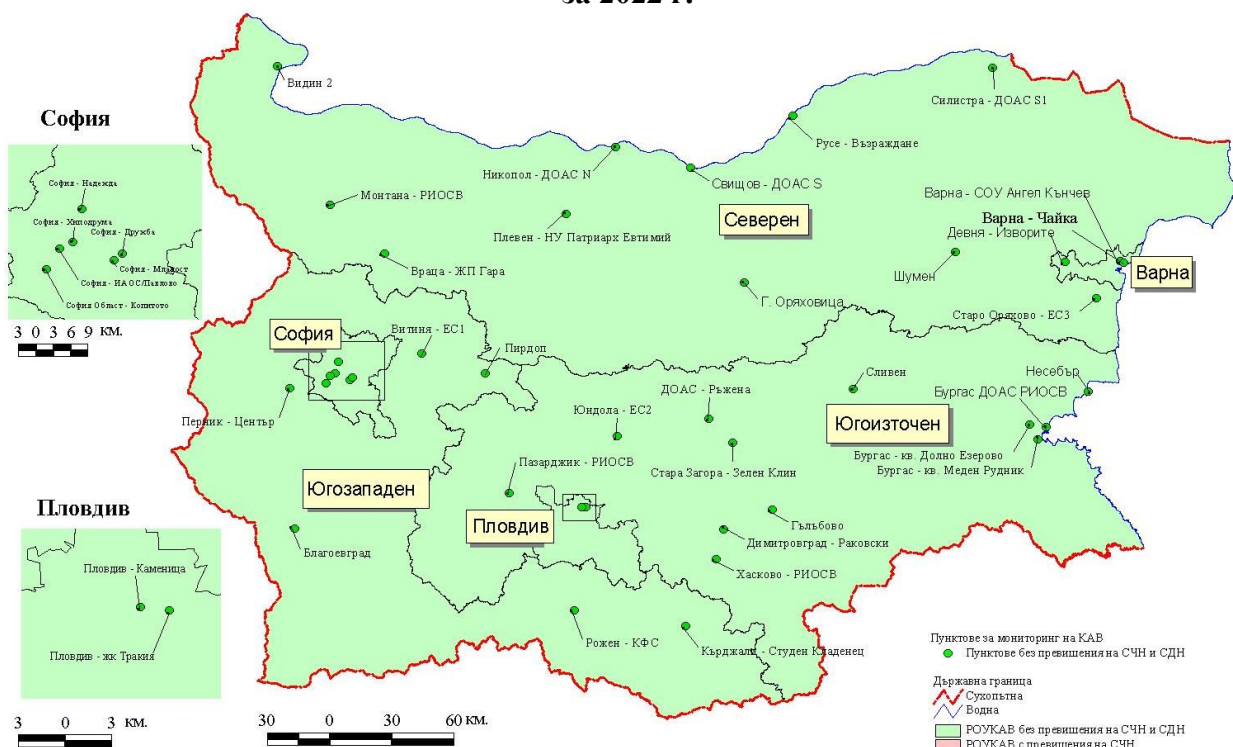 за 2022 г.
Видин 2
Силистра - ДОАС S1
София
Русе - Възраждане
София - Надежда
Никопол - ДОАС N
Свищов - ДОАС S
Варна - СОУ Ангел Кънчев
Монтана - РИОСВ
Северен
София - Хиподрума
Варна - Чайка
София - Дружба
Плевен - НУ Патриарх Евтимий
Девня - Изворите
София - Младост
Враца - ЖП Гара
Шумен
Варна
София - ИАОС/Павлово
Г. Оряховица
София Област - Копитото
Старо Оряхово - ЕС3
3 0 3 6 9 км.
София
Витиня - ЕС1
Пирдоп
Несебър
Сливен
ДОАС - Ръжена
Бургас ДОАС РИОСВ
Перник - Център
Юндола - ЕС2
Югоизточен
Бургас - кв. Долно Езерово
Пазарджик - РИОСВ
Стара Загора - Зелен Клин
Бургас - кв. Меден Рудник
Югозападен
Пловдив
Пловдив
Гълъбово
Димитровград - Раковски
Благоевград
Пловдив - Каменица
Хасково - РИОСВ
Пловдив - жк Тракия
Рожен - КФС
Кърджали - Студен Кладенец
Пунктове за мониторинг на КАВ
Пунктове без превишения на СЧН и СДН
Държавна граница
Сухопътна
Водна
3 0 3 км.
30 0 30 60 км.
РОУКАВ без превишения на СЧН и СДН
РОУКАВ с превишения на СЧН